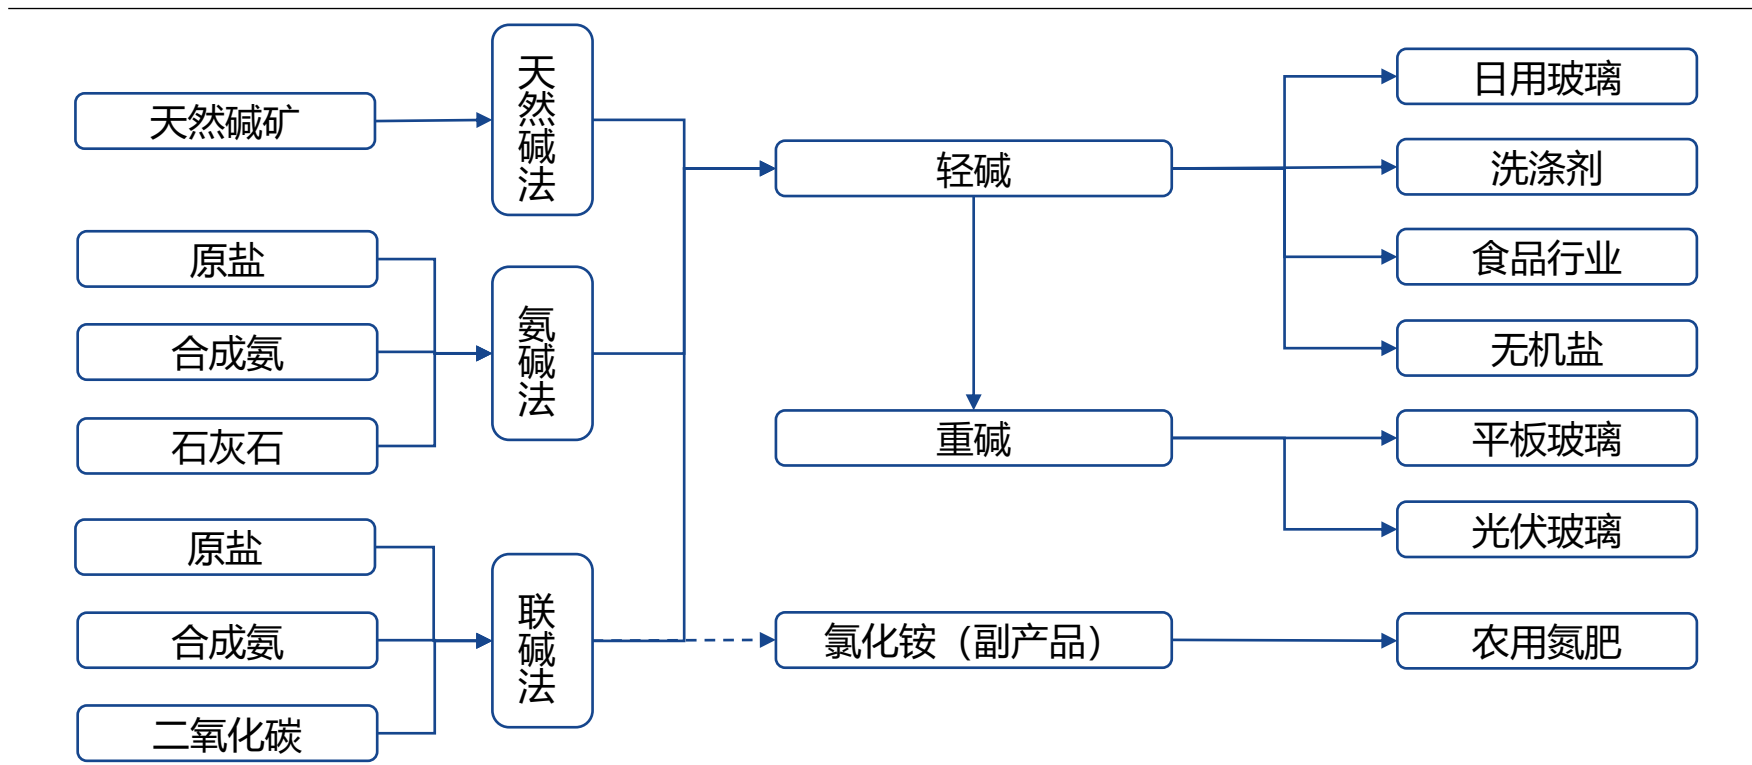 天然碱矿
原盐
合成氨
石灰石
原盐
合成氨
二氧化碳
天然碱法
氨碱法
联碱法
轻碱
重碱
氯化铵（副产品）
日用玻璃
洗涤剂
食品行业
无机盐
平板玻璃
光伏玻璃
农用氮肥